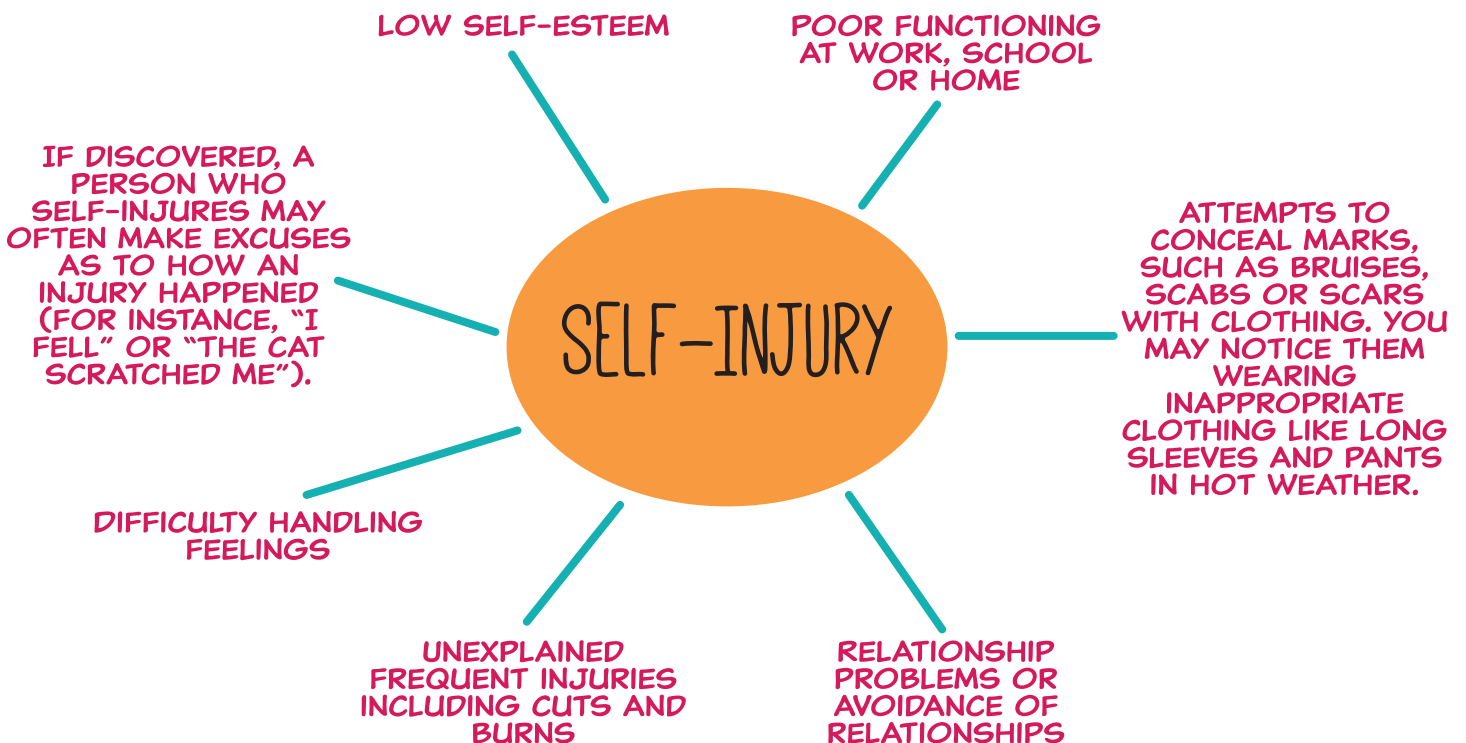 LOW SELF-ESTEEM
POOR FUNCTIONING
AT WORK, SCHOOL
OR HOME
IF DISCOVERED, A
PERSON WHO
SELF-INJURES MAY
OFTEN MAKE EXCUSES
AS TO HOW AN
INJURY HAPPENED
(FOR INSTANCE, “I
FELL” OR “THE CAT
SCRATCHED ME”).
SELF-INJURY
ATTEMPTS TO
CONCEAL MARKS,
SUCH AS BRUISES,
SCABS OR SCARS
WITH CLOTHING. YOU
MAY NOTICE THEM
WEARING
INAPPROPRIATE
CLOTHING LIKE LONG
SLEEVES AND PANTS
IN HOT WEATHER.
DIFFICULTY HANDLING
FEELINGS
UNEXPLAINED
FREQUENT INJURIES
INCLUDING CUTS AND
BURNS
RELATIONSHIP
PROBLEMS OR
AVOIDANCE OF
RELATIONSHIPS